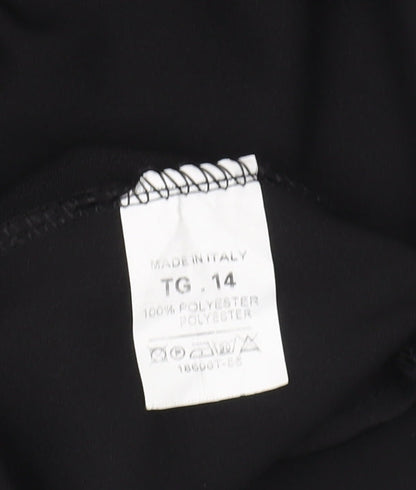 MADE IN ITALY
TG . 14
100% POLYESTER
POLYESTER